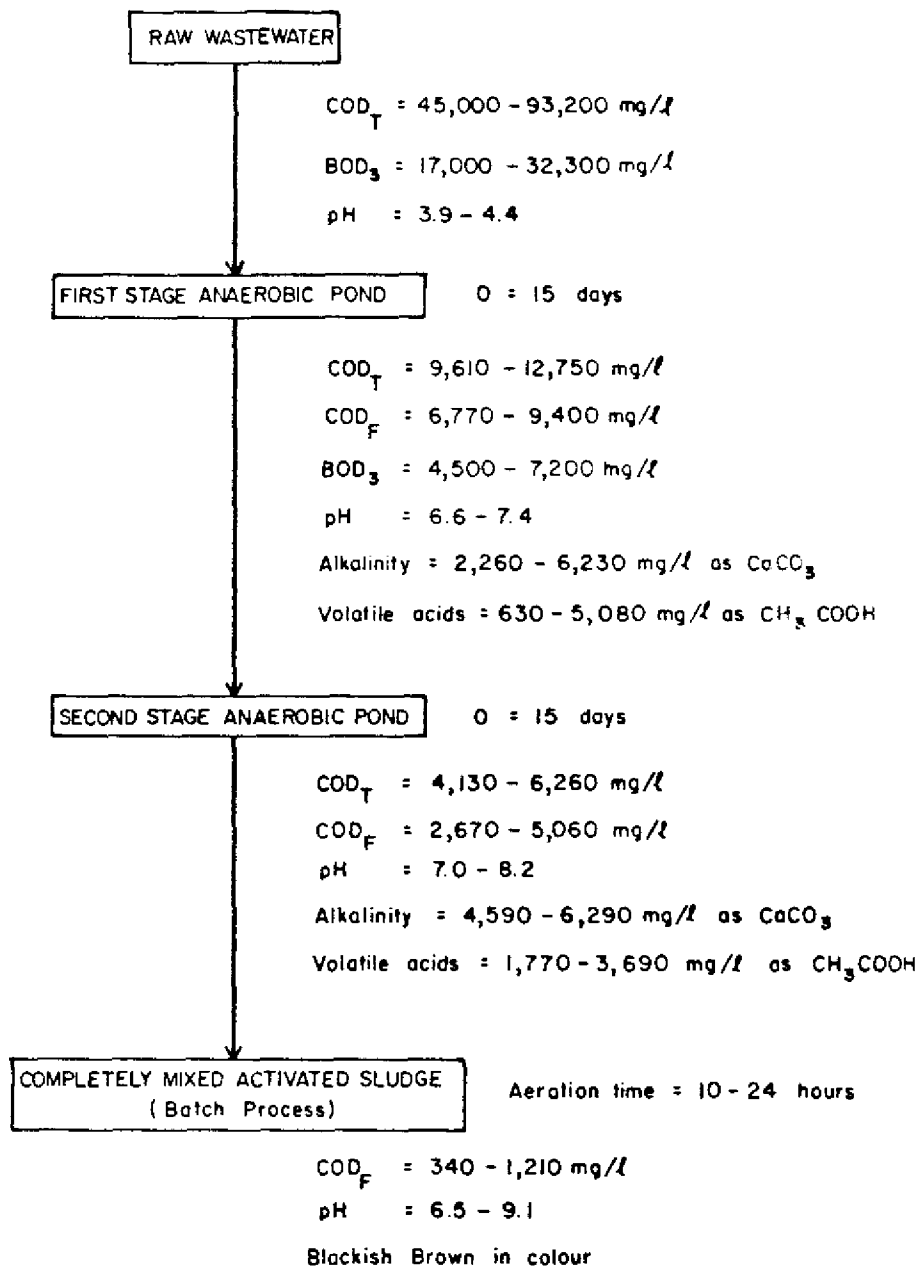 RAW WASTEWATER
COD_T = 45,000 - 93,200 mg/l
BOD_3 = 17,000 - 32,300 mg/l
pH = 3.9 - 4.4
FIRST STAGE ANAEROBIC POND 0 = 15 days
COD_T = 9,610 - 12,750 mg/l
COD_F = 6,770 - 9,400 mg/l
BOD_3 = 4,500 - 7,200 mg/l
pH = 6.6 - 7.4
Alkalinity = 2,260 - 6,230 mg/l as CaCO_3
Volatile acids = 630 - 5,080 mg/l as CH_3 COOH
SECOND STAGE ANAEROBIC POND 0 = 15 days
COD_T = 4,130 - 6,260 mg/l
COD_F = 2,670 - 5,060 mg/l
pH = 7.0 - 8.2
Alkalinity = 4,590 - 6,290 mg/l as CaCO_3
Volatile acids = 1,770 - 3,690 mg/l as CH_3COOH
COMPLETELY MIXED ACTIVATED SLUDGE
(Batch Process)
Aeration time = 10 - 24 hours
COD_F = 340 - 1,210 mg/l
pH = 6.5 - 9.1
Blackish Brown in colour